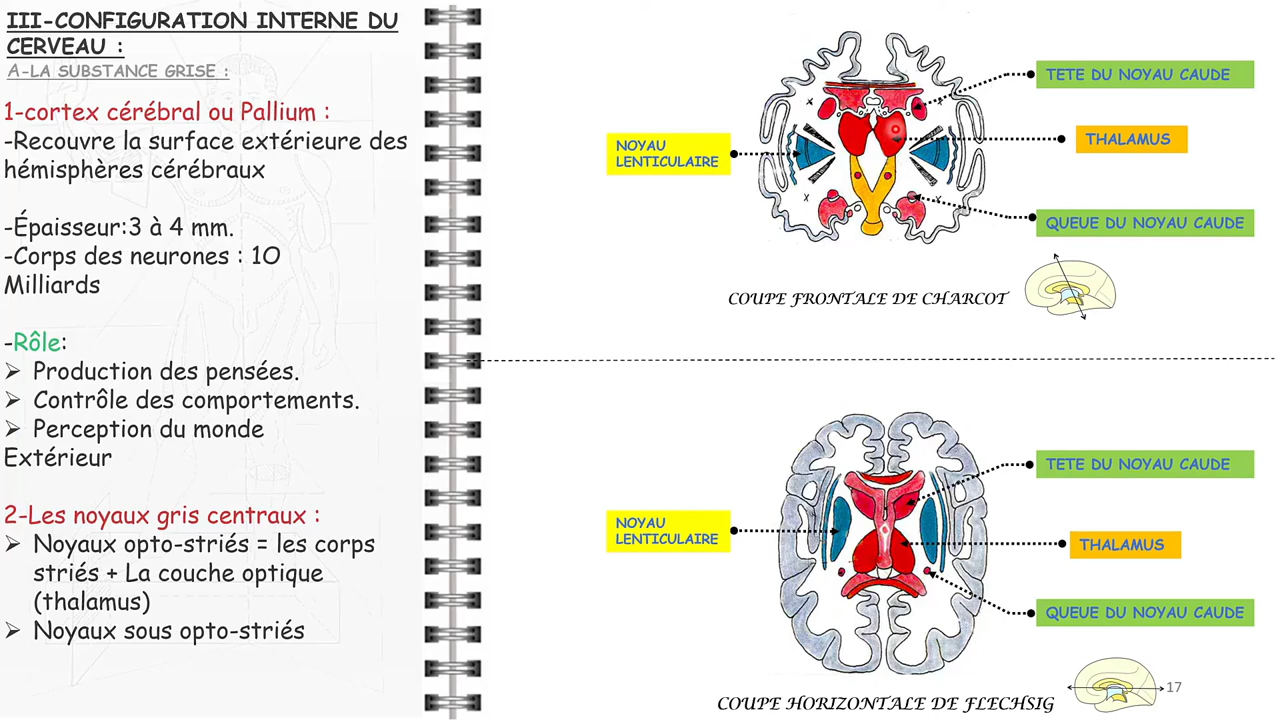 III-CONFIGURATION INTERNE DU
CERVEAU :
A-LA SUBSTANCE GRISE :
1-cortex cérébral ou Pallium :
-Recouvre la surface extérieure des
hémisphères cérébraux
-Épaisseur:3 à 4 mm.
-Corps des neurones : 10
Milliards
-Rôle:
➢ Production des pensées.
➢ Contrôle des comportements.
➢ Perception du monde
Extérieur
2-Les noyaux gris centraux :
➢ Noyaux opto-striés = les corps
striés + La couche optique
(thalamus)
➢ Noyaux sous opto-striés
TETE DU NOYAU CAUDE
NOYAU
LENTICULAIRE
THALAMUS
QUEUE DU NOYAU CAUDE
COUPE FRONTALE DE CHARCOT
TETE DU NOYAU CAUDE
NOYAU
LENTICULAIRE
THALAMUS
QUEUE DU NOYAU CAUDE
COUPE HORIZONTALE DE FLECHSIG
17